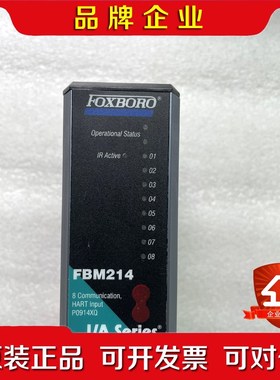 品牌企业
FOXBORO
Operational Status
IR Active
01
02
03
04
05
06
07
08
FBM214
8 Communication,
HART Input
P0914XQ
I/A Series
原装正品 可开发票 可对